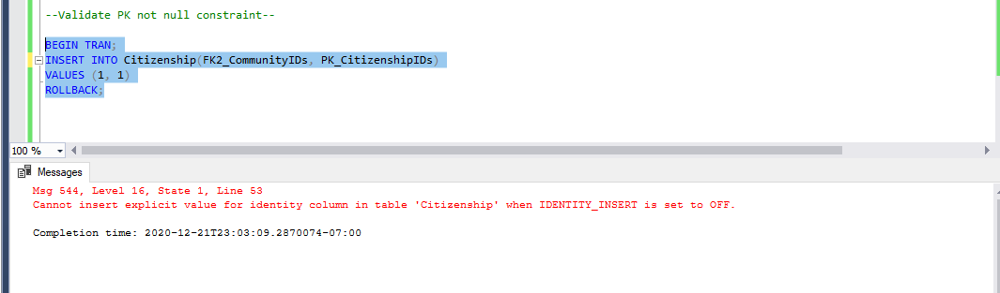 --Validate PK not null constraint--
BEGIN TRAN;
INSERT INTO Citizenship(FK2_CommunityIDs, PK_CitizenshipIDs)
VALUES (1, 1)
ROLLBACK;
100 %
Messages
Msg 544, Level 16, State 1, Line 53
Cannot insert explicit value for identity column in table 'Citizenship' when IDENTITY_INSERT is set to OFF.
Completion time: 2020-12-21T23:03:09.2870074-07:00